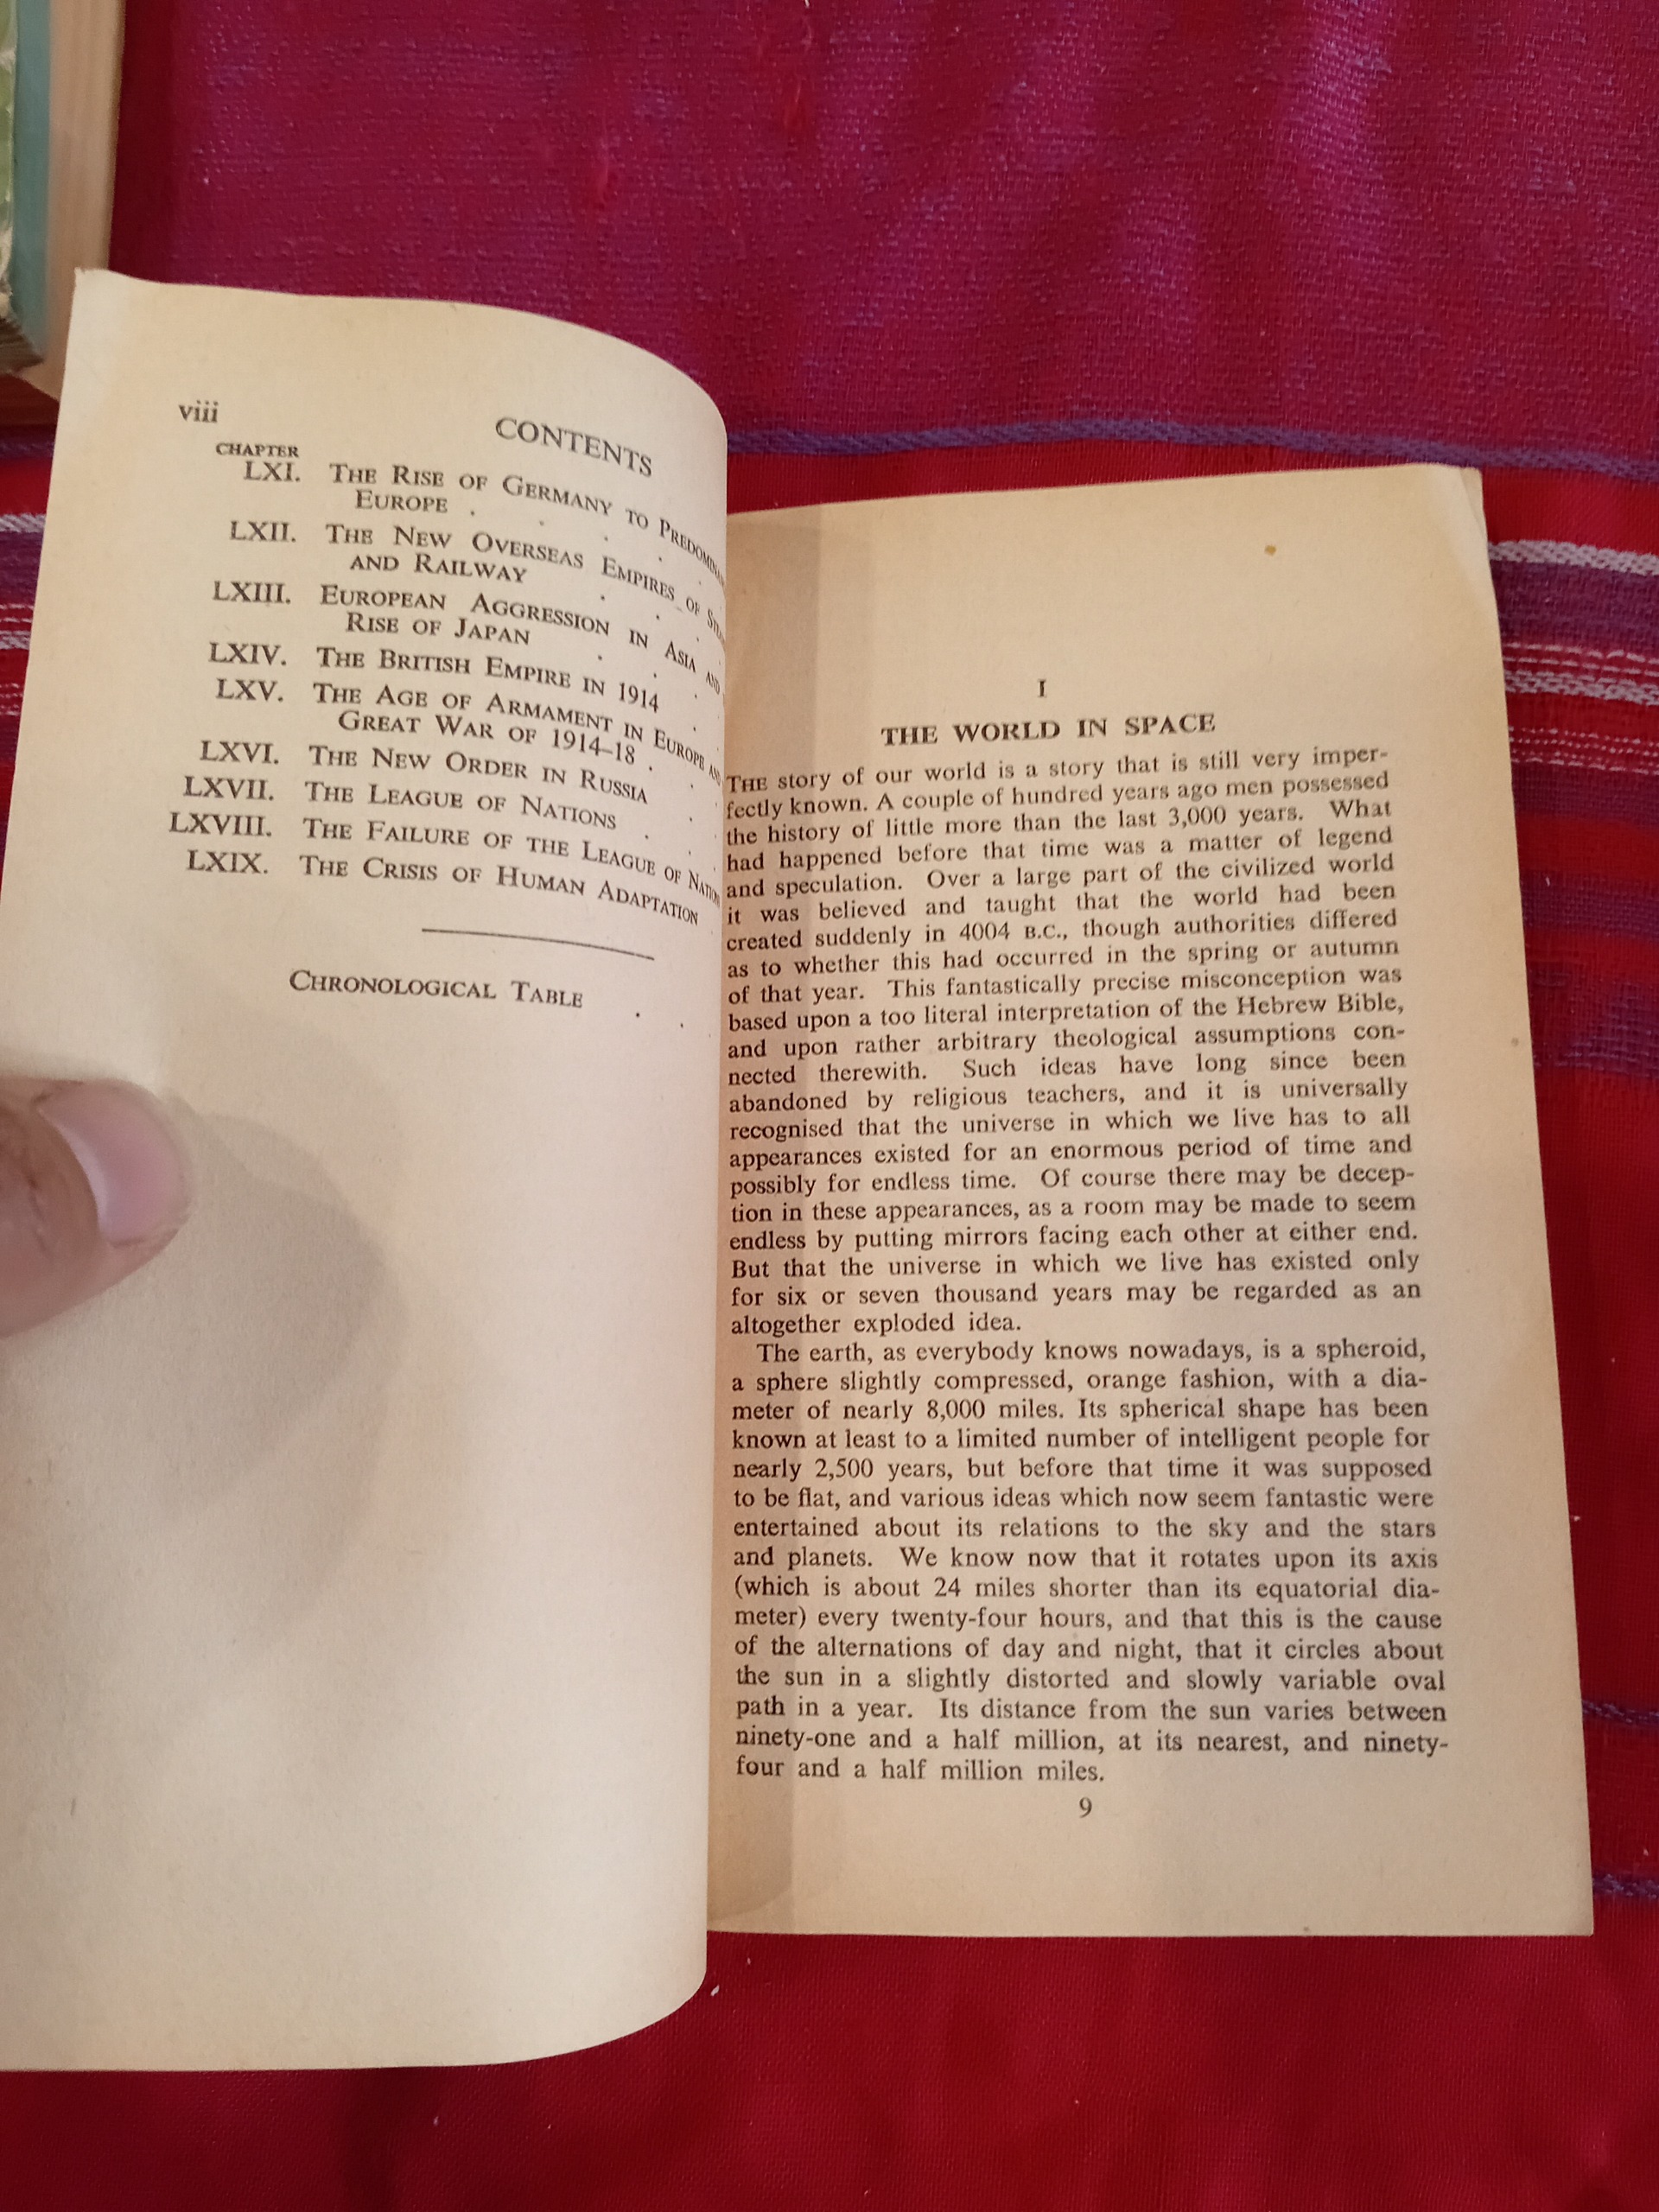 viii
CONTENTS
CHAPTER
LXI. THE RISE OF GERMANY TO
EUROPE .
LXII. THE NEW OVERSEAS EMPIRES OF
AND RAILWAY
LXIII. EUROPEAN AGGRESSION IN ASIA AND
RISE OF JAPAN
LXIV. THE BRITISH EMPIRE IN 1914
LXV. THE AGE OF ARMAMENT IN EUROPE
GREAT WAR OF 1914–18 .
LXVI. THE NEW ORDER IN RUSSIA
LXVII. THE LEAGUE OF NATIONS
LXVIII. THE FAILURE OF THE LEAGUE OF
LXIX. THE CRISIS OF HUMAN ADAPTATION
CHRONOLOGICAL TABLE . .
I
THE WORLD IN SPACE
THE story of our world is a story that is still very imper-
fectly known. A couple of hundred years ago men possessed
the history of little more than the last 3,000 years. What
had happened before that time was a matter of legend
and speculation. Over a large part of the civilized world
it was believed and taught that the world had been
created suddenly in 4004 B.C., though authorities differed
as to whether this had occurred in the spring or autumn
of that year. This fantastically precise misconception was
based upon a too literal interpretation of the Hebrew Bible,
and upon rather arbitrary theological assumptions con-
nected therewith. Such ideas have long since been
abandoned by religious teachers, and it is universally
recognised that the universe in which we live has to all
appearances existed for an enormous period of time and
possibly for endless time. Of course there may be decep-
tion in these appearances, as a room may be made to seem
endless by putting mirrors facing each other at either end.
But that the universe in which we live has existed only
for six or seven thousand years may be regarded as an
altogether exploded idea.
The earth, as everybody knows nowadays, is a spheroid,
a sphere slightly compressed, orange fashion, with a dia-
meter of nearly 8,000 miles. Its spherical shape has been
known at least to a limited number of intelligent people for
nearly 2,500 years, but before that time it was supposed
to be flat, and various ideas which now seem fantastic were
entertained about its relations to the sky and the stars
and planets. We know now that it rotates upon its axis
(which is about 24 miles shorter than its equatorial dia-
meter) every twenty-four hours, and that this is the cause
of the alternations of day and night, that it circles about
the sun in a slightly distorted and slowly variable oval
path in a year. Its distance from the sun varies between
ninety-one and a half million, at its nearest, and ninety-
four and a half million miles.
9